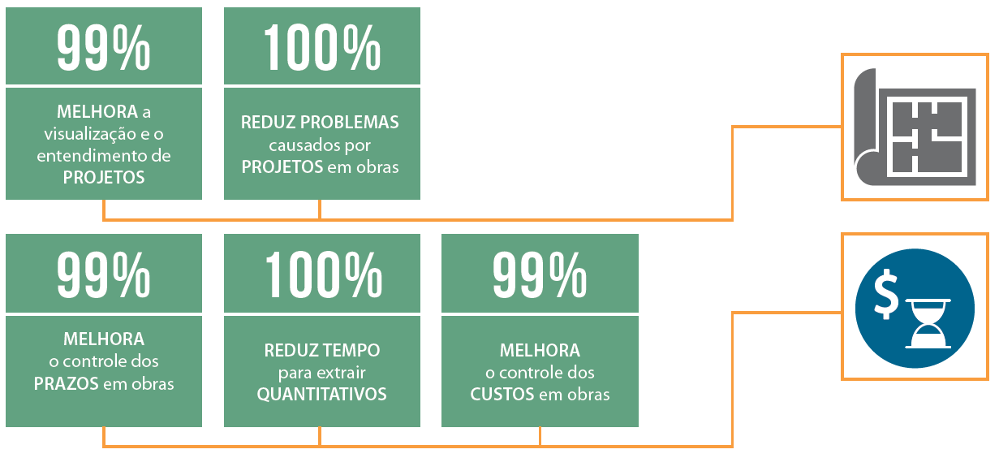 99%
MELHORA a
visualização e o
entendimento de
PROJETOS
100%
REDUZ PROBLEMAS
causados por
PROJETOS em obras
99%
MELHORA
o controle dos
PRAZOS em obras
100%
REDUZ TEMPO
para extrair
QUANTITATIVOS
99%
MELHORA
o controle dos
CUSTOS em obras
$